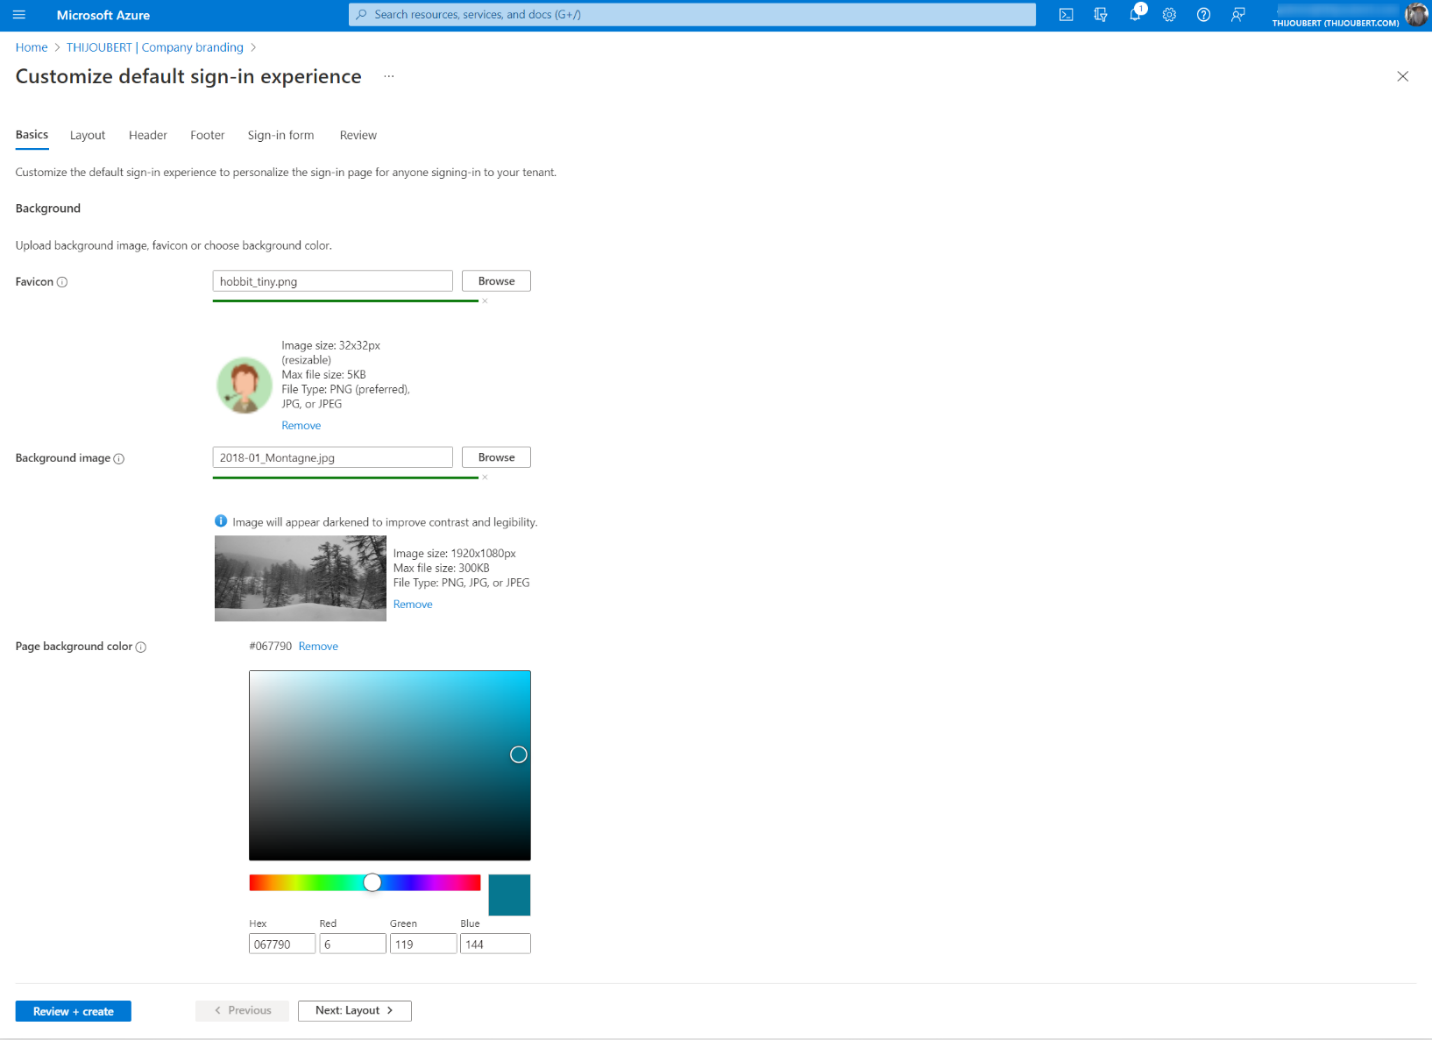 Microsoft Azure
Search resources, services, and docs (G+/)
1
THIJOUBERT (THIJOUBERT.COM)
Home > THIJOUBERT | Company branding >
Customize default sign-in experience ...
Basics Layout Header Footer Sign-in form Review
Customize the default sign-in experience to personalize the sign-in page for anyone signing-in to your tenant.
Background
Upload background image, favicon or choose background color.
Favicon
hobbit_tiny.png
Browse
Image size: 32x32px
(resizable)
Max file size: 5KB
File Type: PNG (preferred),
JPG, or JPEG
Remove
Background image
2018-01_Montagne.jpg
Browse
Image will appear darkened to improve contrast and legibility.
Image size: 1920x1080px
Max file size: 300KB
File Type: PNG, JPG, or JPEG
Remove
Page background color
#067790 Remove
Hex Red Green Blue
067790 6 119 144
Review + create
< Previous
Next: Layout >